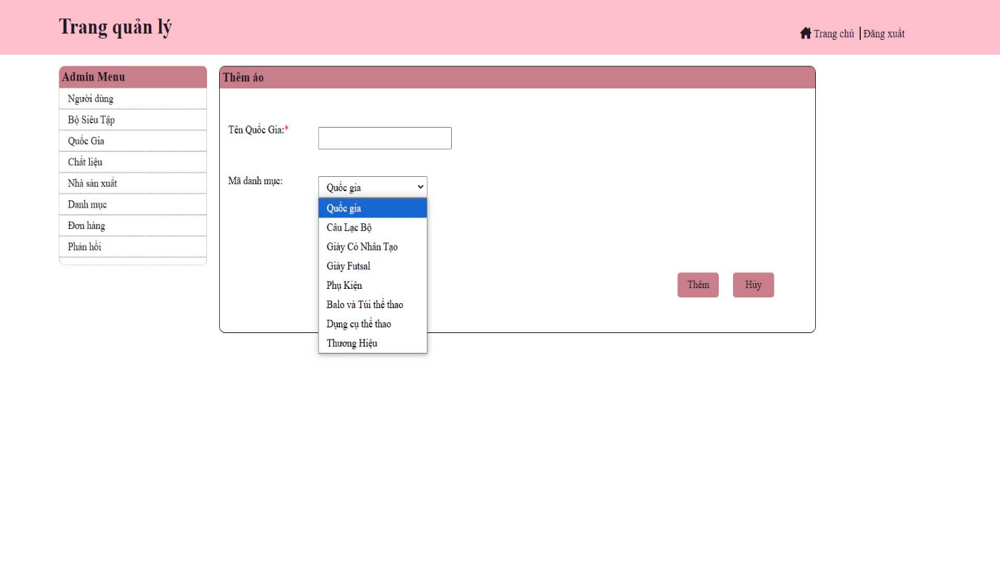 Trang quản lý
Trang chủ
Đăng xuất
Admin Menu
Người dùng
Bộ Siêu Tập
Quốc Gia
Chất liệu
Nhà sản xuất
Danh mục
Đơn hàng
Phản hồi
Thêm áo
Tên Quốc Gia:*
Mã danh mục:
Quốc gia
Quốc gia
Câu Lạc Bộ
Giày Cỏ Nhân Tạo
Giày Futsal
Phụ Kiện
Balo và Túi thể thao
Dụng cụ thể thao
Thương Hiệu
Thêm
Hủy